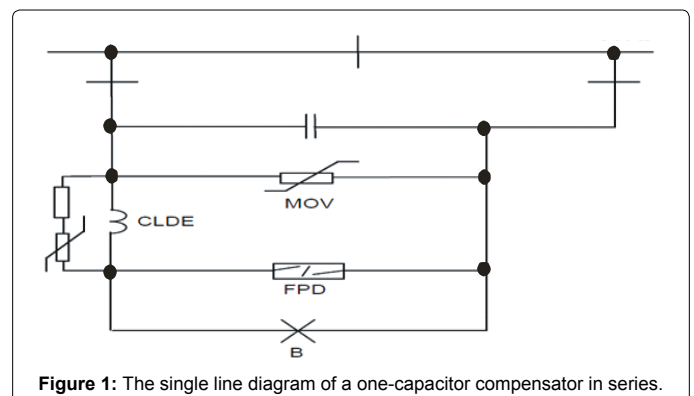 MOV
CLDE
FPD
B
Figure 1: The single line diagram of a one-capacitor compensator in series.